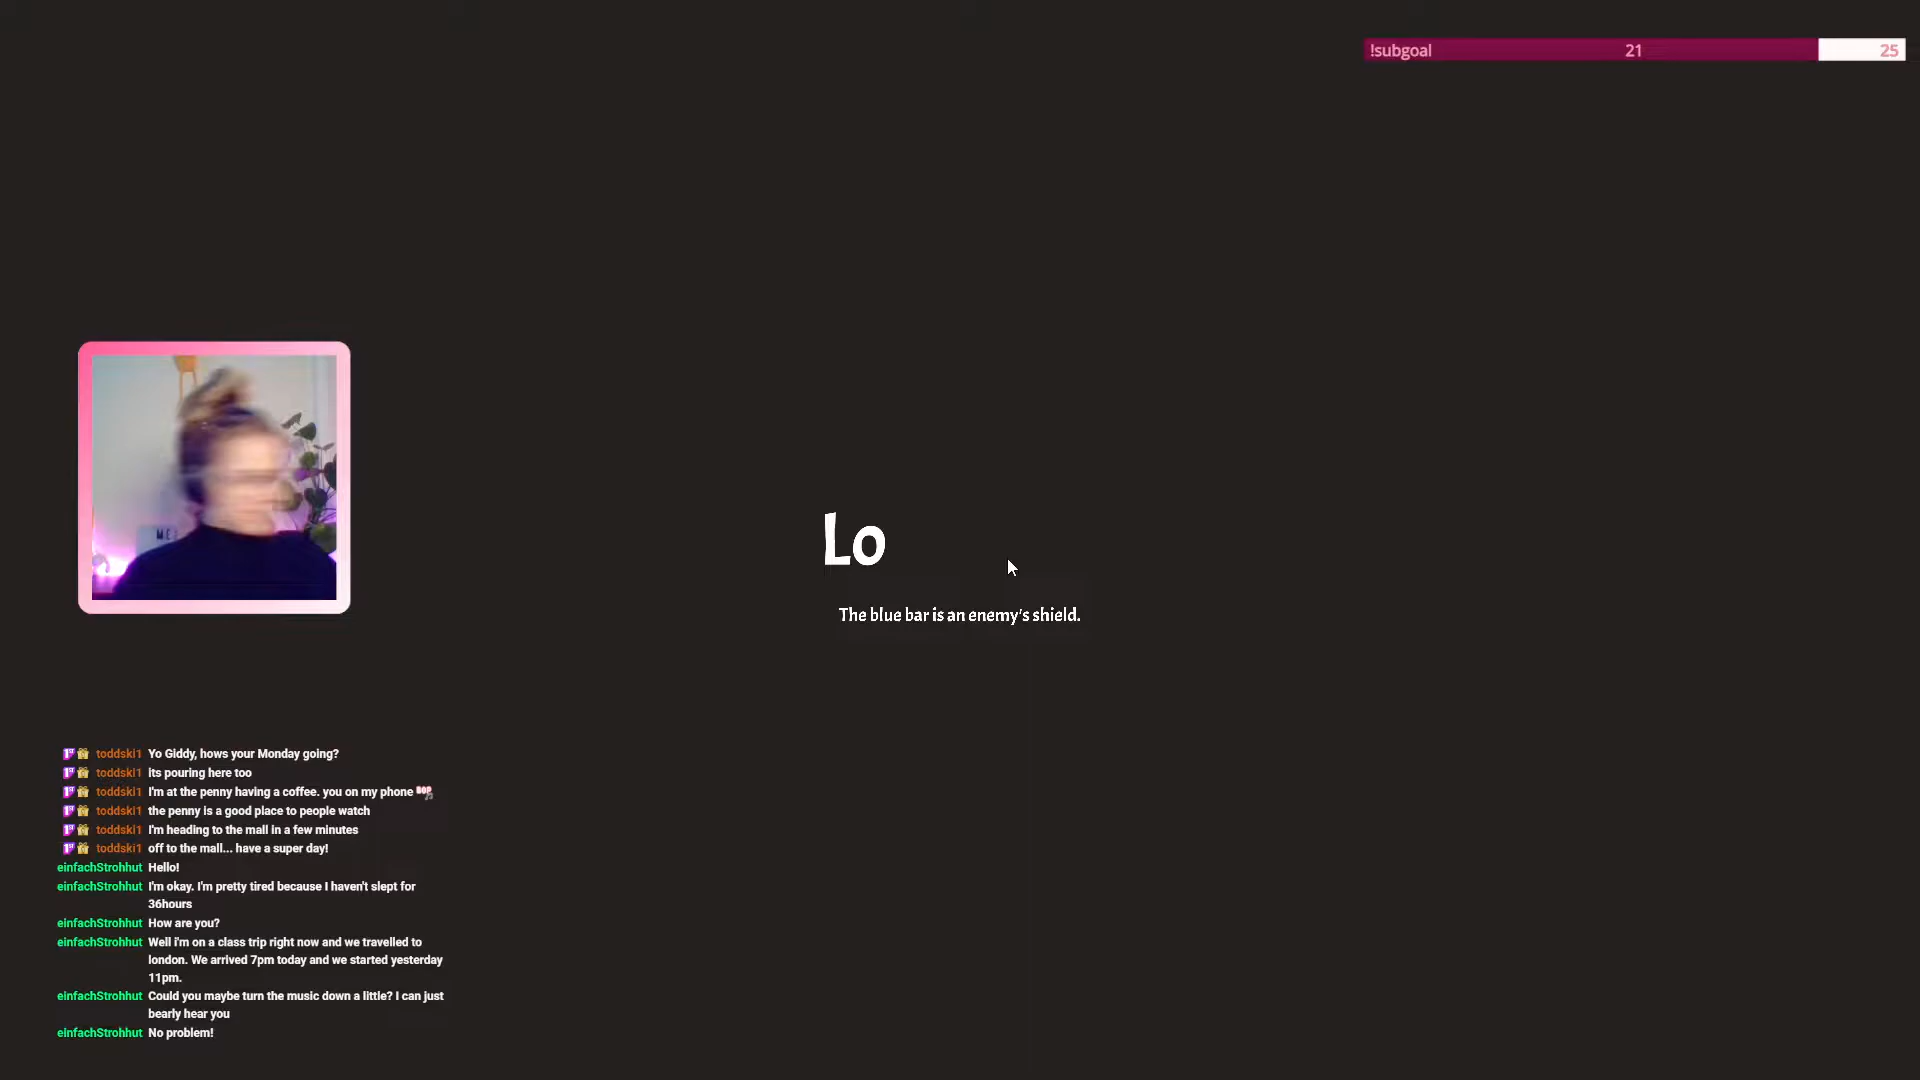 !subgoal 21 25
ME
Lo
The blue bar is an enemy's shield.
toddski1 Yo Giddy, hows your Monday going?
toddski1 its pouring here too
toddski1 I'm at the penny having a coffee. you on my phone
toddski1 the penny is a good place to people watch
toddski1 I'm heading to the mall in a few minutes
toddski1 off to the mall... have a super day!
einfachStrohhut Hello!
einfachStrohhut I'm okay. I'm pretty tired because I haven't slept for
36hours
einfachStrohhut How are you?
einfachStrohhut Well i'm on a class trip right now and we travelled to
london. We arrived 7pm today and we started yesterday
11pm.
einfachStrohhut Could you maybe turn the music down a little? I can just
bearly hear you
einfachStrohhut No problem!